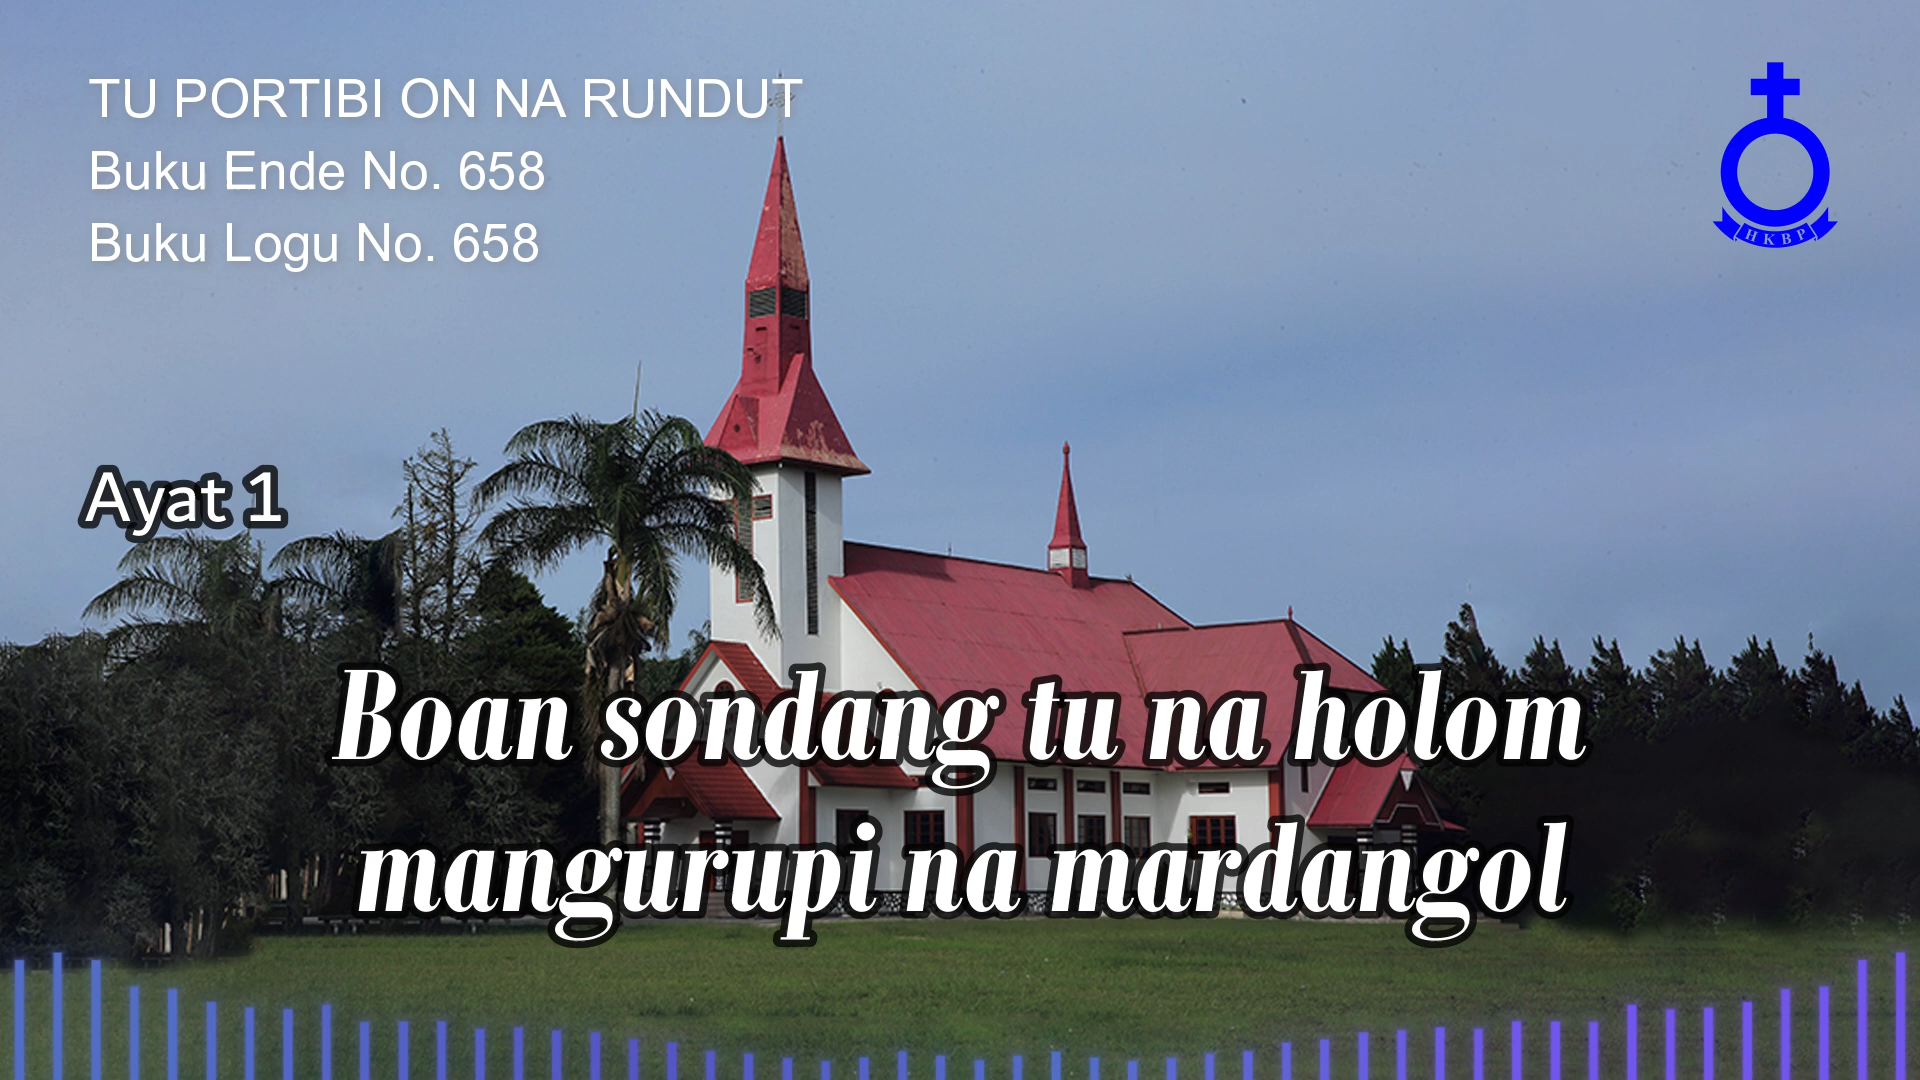 TU PORTIBI ON NA RUNDUT
Buku Ende No. 658
Buku Logu No. 658
HKBP
Ayat 1
Boan sondang tu na holom
mangurupi na mardangol